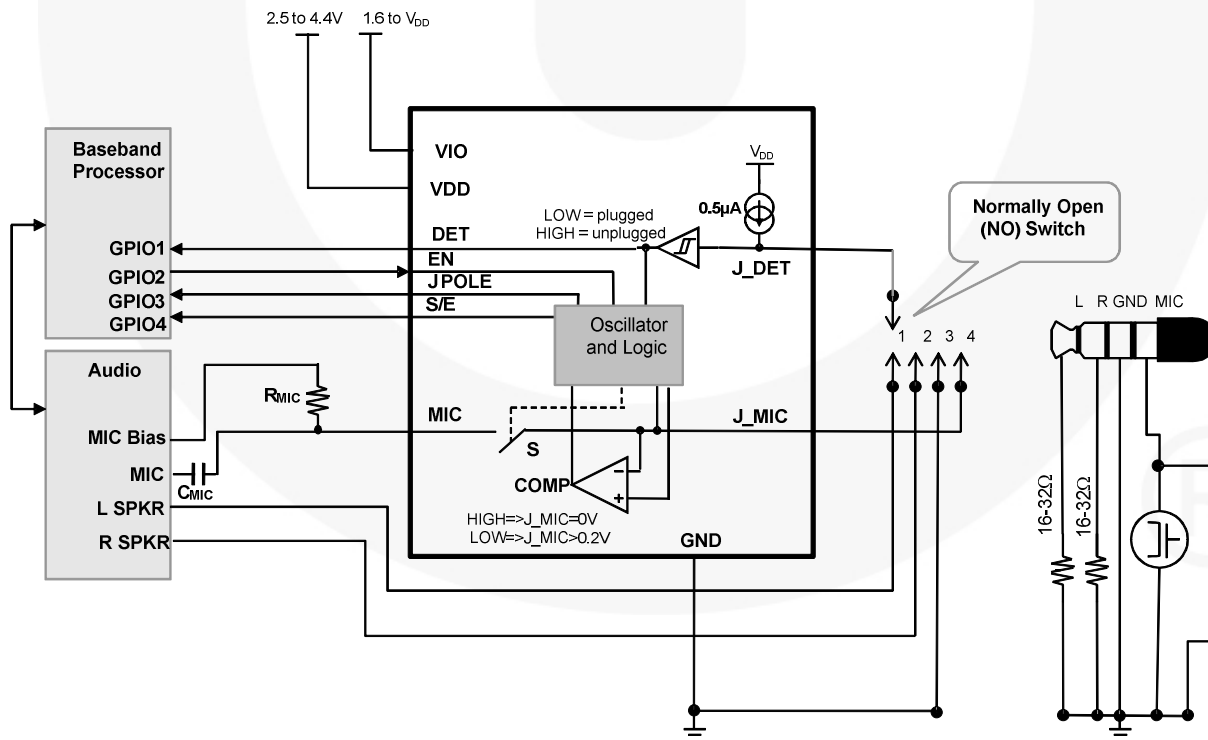 2.5 to 4.4V
1.6 to VDD
Baseband
Processor
GPIO1
GPIO2
GPIO3
GPIO4
Audio
MIC Bias
MIC
CMIC
L SPKR
R SPKR
RMIC
VIO
VDD
DET
EN
JPOLE
S/E
MIC
LOW = plugged
HIGH = unplugged
VDD
0.5µA
J_DET
Oscillator
and Logic
S
J_MIC
COMP
HIGH=>J_MIC=0V
LOW=>J_MIC>0.2V
GND
Normally Open
(NO) Switch
1 2 3 4
L R GND MIC
16-32Ω
16-32Ω